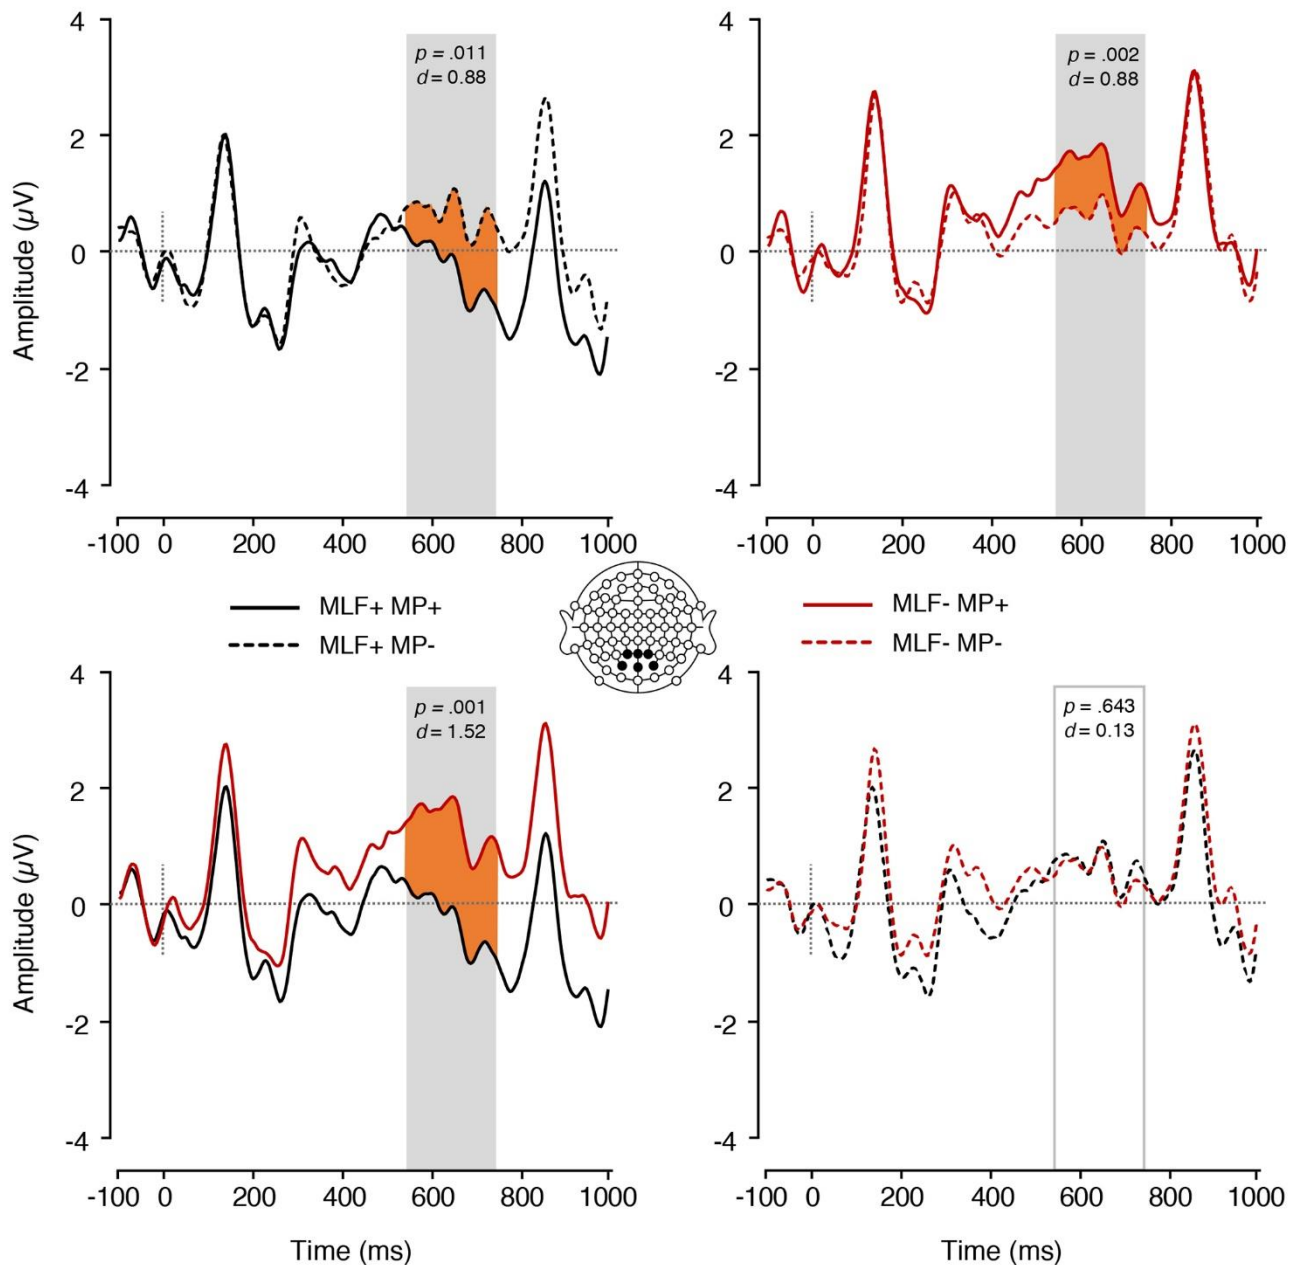 4
2
0
-2
-4
Amplitude (µV)
p = .011
d = 0.88
-100 0 200 400 600 800 1000
4
2
0
-2
-4
p = .002
d = 0.88
-100 0 200 400 600 800 1000
MLF+ MP+
MLF+ MP-
MLF- MP+
MLF- MP-
4
2
0
-2
-4
Amplitude (µV)
p = .001
d = 1.52
-100 0 200 400 600 800 1000
Time (ms)
4
2
0
-2
-4
p = .643
d = 0.13
-100 0 200 400 600 800 1000
Time (ms)